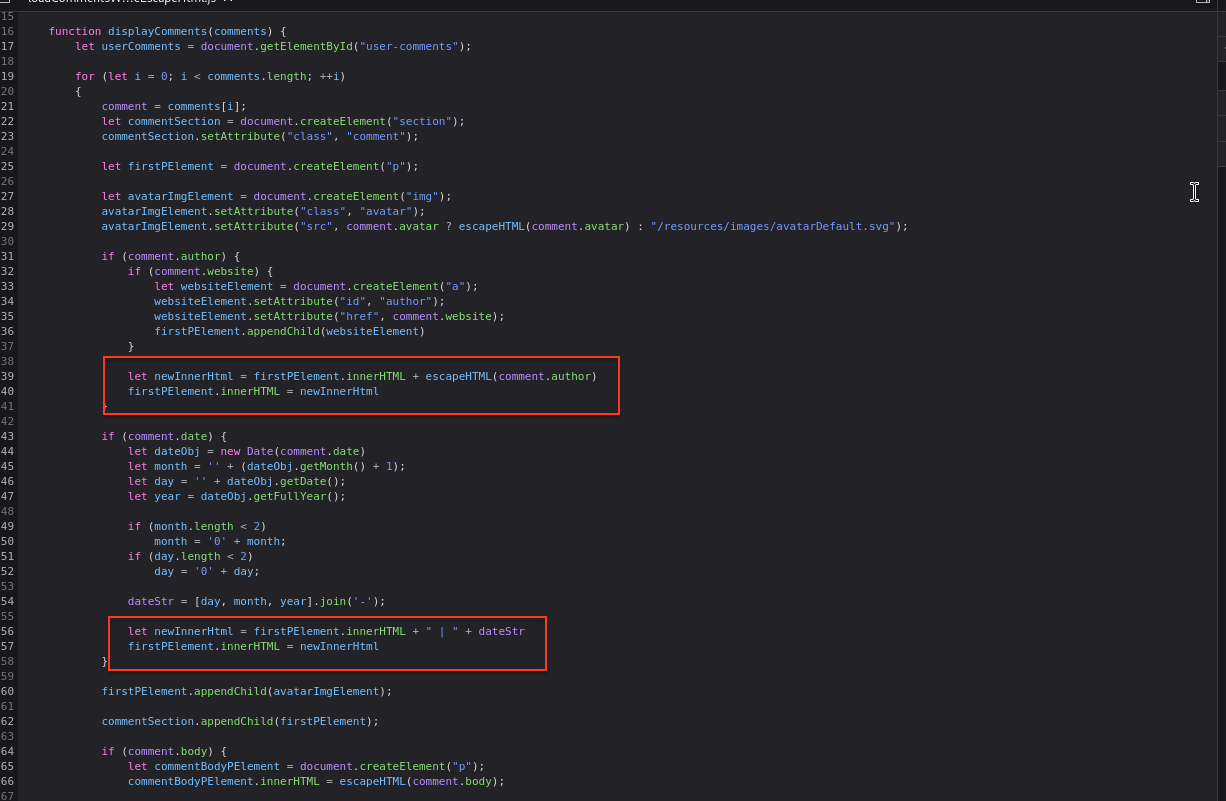 15
16 function displayComments(comments) {
17 let userComments = document.getElementById("user-comments");
18
19 for (let i = 0; i < comments.length; ++i)
20 {
21 comment = comments[i];
22 let commentSection = document.createElement("section");
23 commentSection.setAttribute("class", "comment");
24
25 let firstPElement = document.createElement("p");
26
27 let avatarImgElement = document.createElement("img");
28 avatarImgElement.setAttribute("class", "avatar");
29 avatarImgElement.setAttribute("src", comment.avatar ? escapeHTML(comment.avatar) : "/resources/images/avatarDefault.svg");
30
31 if (comment.author) {
32 if (comment.website) {
33 let websiteElement = document.createElement("a");
34 websiteElement.setAttribute("id", "author");
35 websiteElement.setAttribute("href", comment.website);
36 firstPElement.appendChild(websiteElement)
37 }
38
39 let newInnerHtml = firstPElement.innerHTML + escapeHTML(comment.author)
40 firstPElement.innerHTML = newInnerHtml
41 }
42
43 if (comment.date) {
44 let dateObj = new Date(comment.date)
45 let month = '' + (dateObj.getMonth() + 1);
46 let day = '' + dateObj.getDate();
47 let year = dateObj.getFullYear();
48
49 if (month.length < 2)
50 month = '0' + month;
51 if (day.length < 2)
52 day = '0' + day;
53
54 dateStr = [day, month, year].join('-');
55
56 let newInnerHtml = firstPElement.innerHTML + " | " + dateStr
57 firstPElement.innerHTML = newInnerHtml
58 }
59
60 firstPElement.appendChild(avatarImgElement);
61
62 commentSection.appendChild(firstPElement);
63
64 if (comment.body) {
65 let commentBodyPElement = document.createElement("p");
66 commentBodyPElement.innerHTML = escapeHTML(comment.body);
67